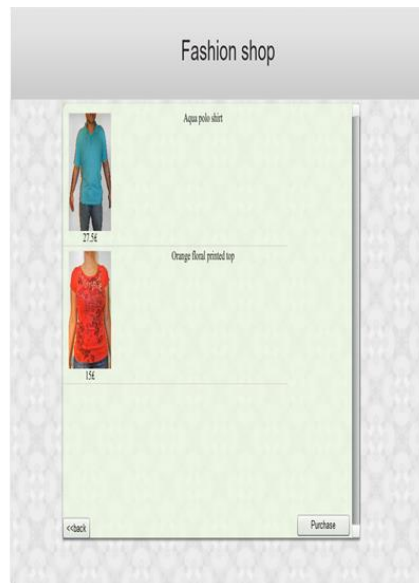 Fashion shop
Aqua polo shirt
27.5£
Orange floral printed top
15£
<<back
Purchase